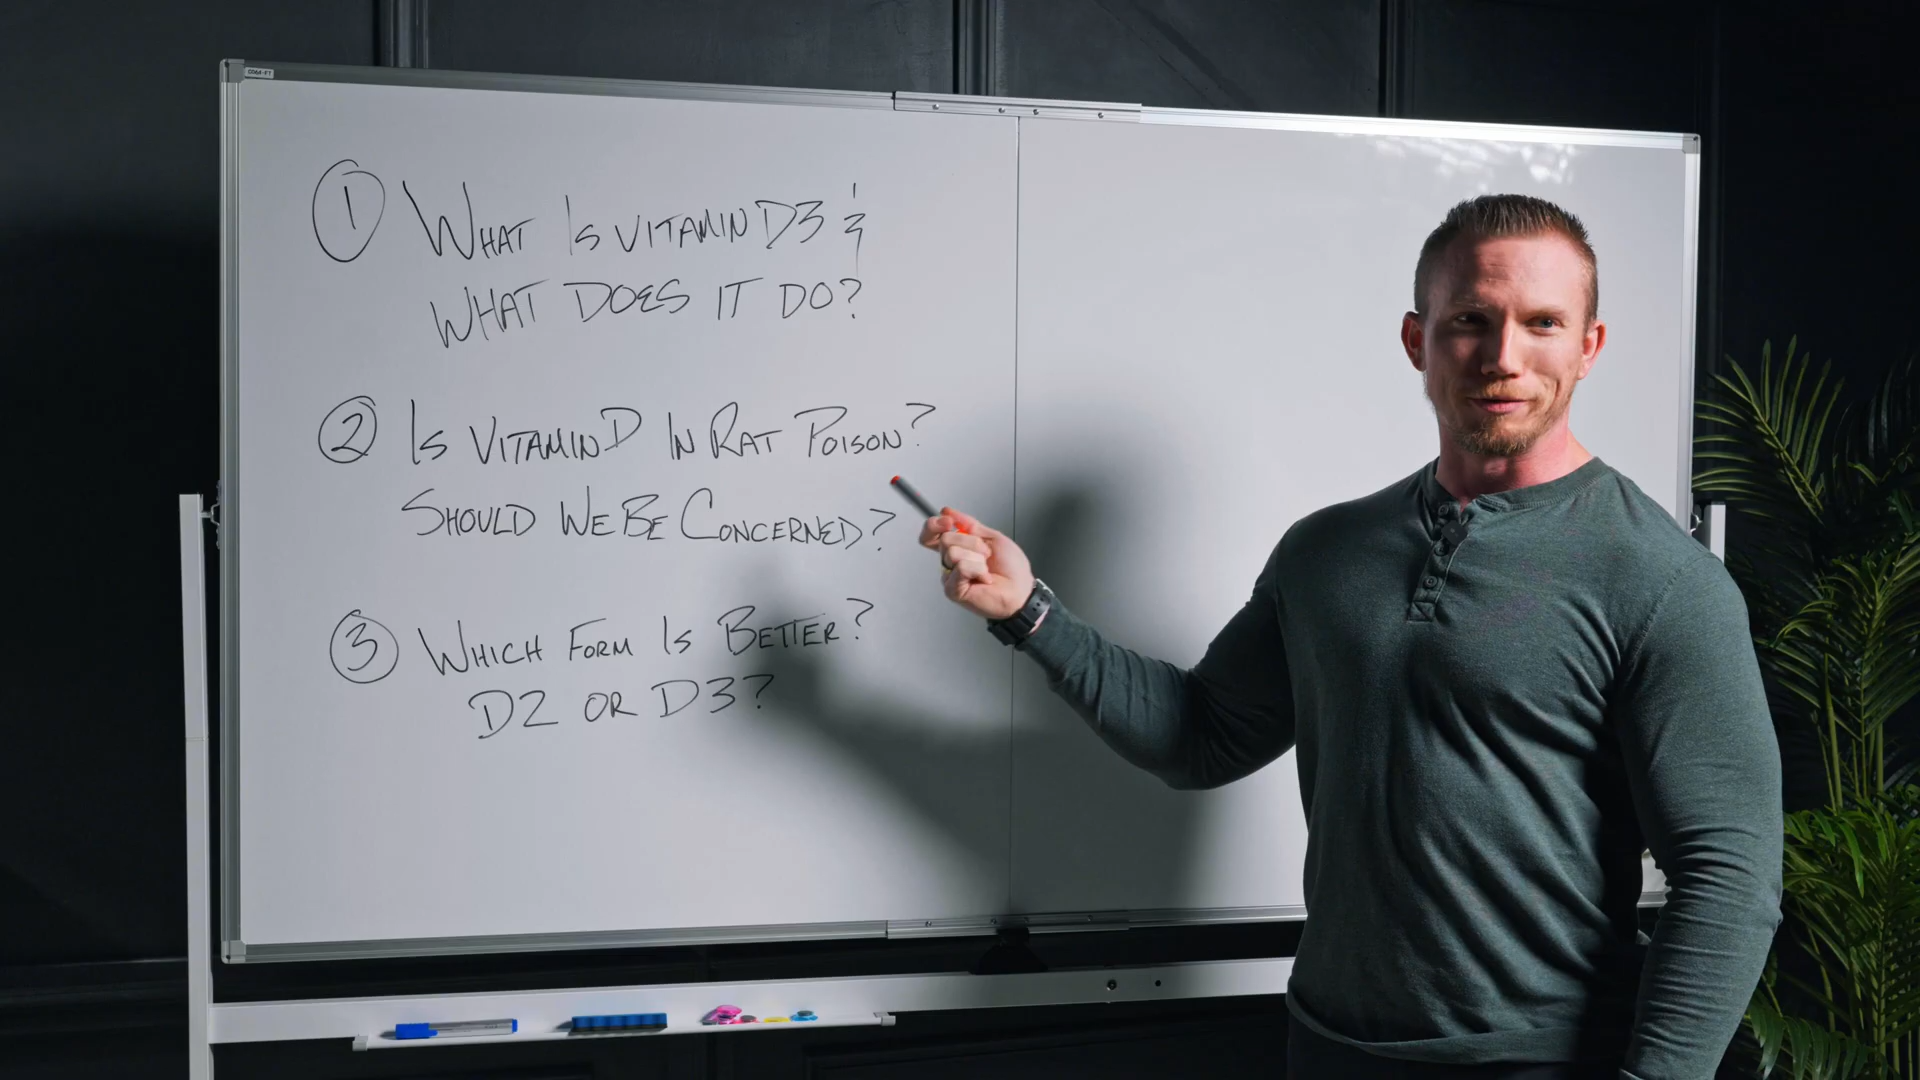 ① WHAT IS VITAMIN D3 &
WHAT DOES IT DO?
② IS VITAMIN D IN RAT POISON?
SHOULD WE BE CONCERNED?
③ WHICH FORM IS BETTER?
D2 OR D3?